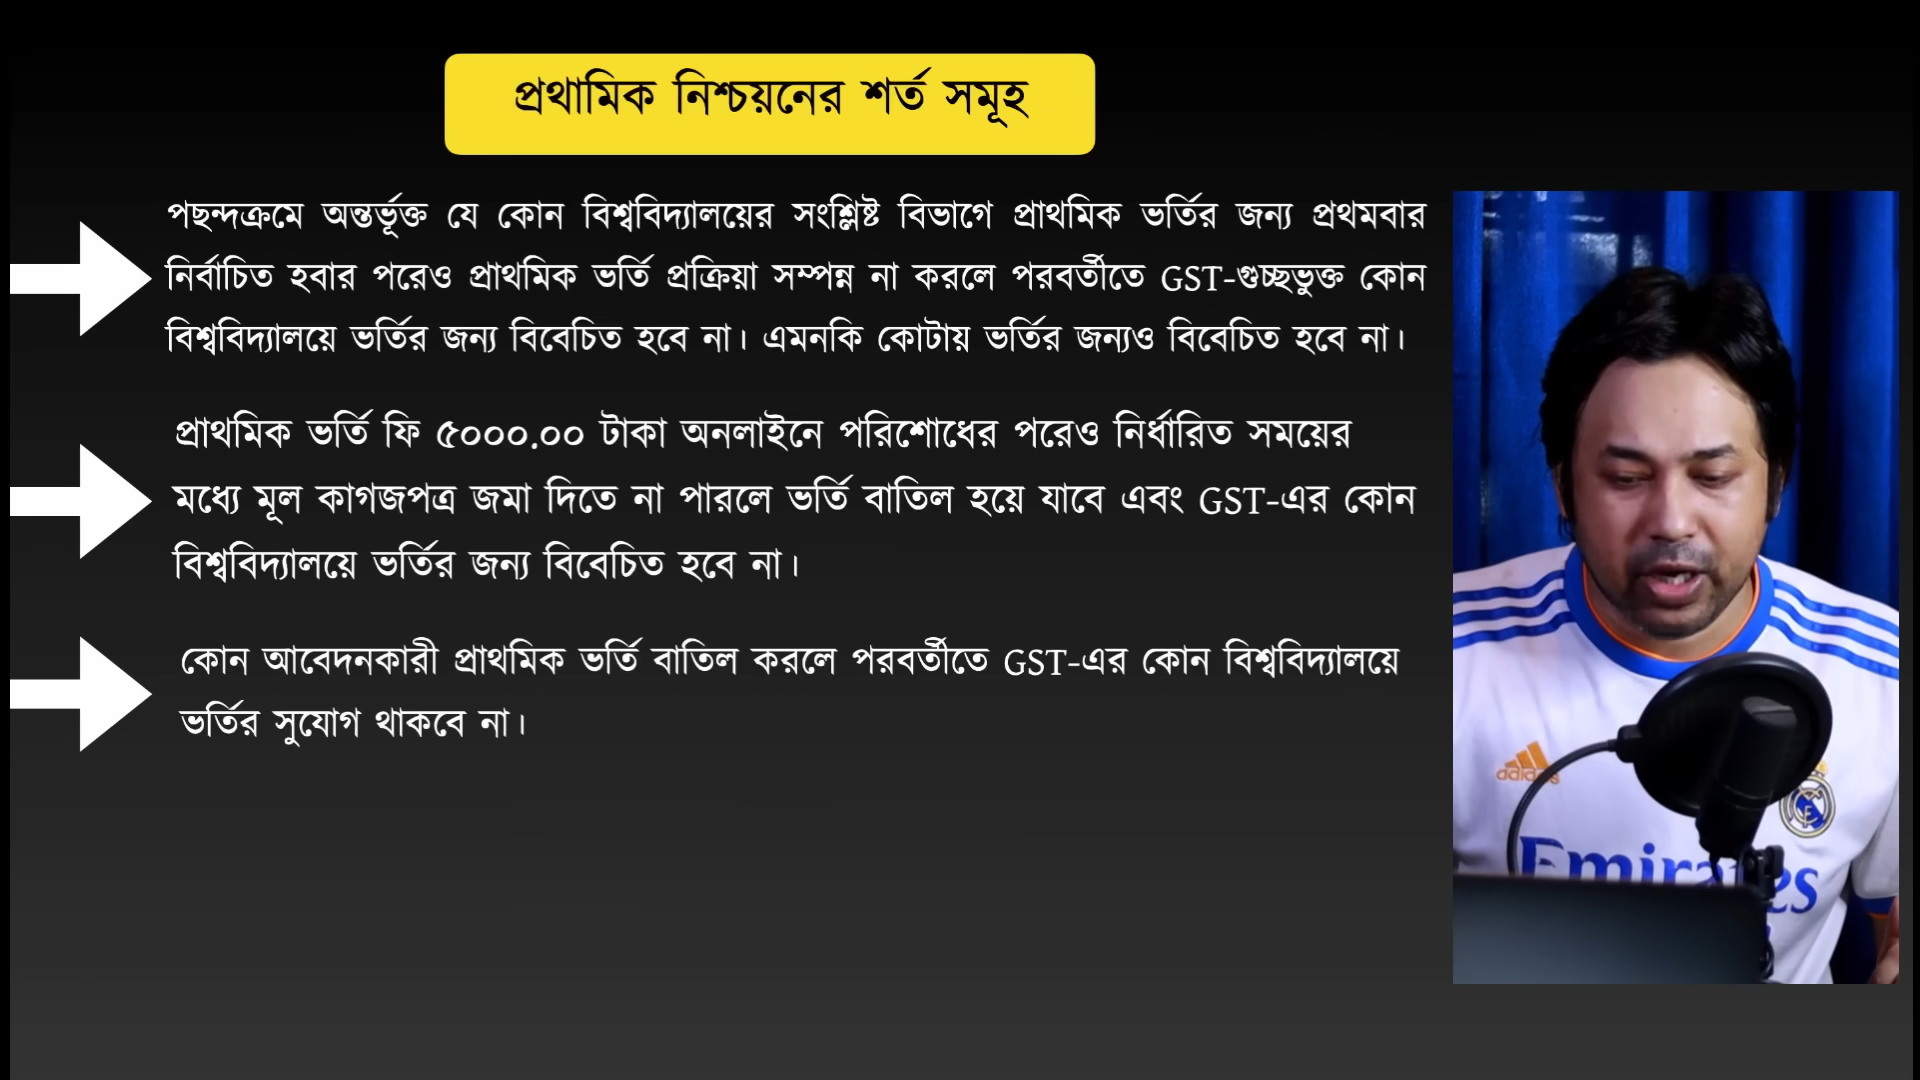 প্রথামিক নিশ্চয়নের শর্ত সমূহ
পছন্দক্রমে অন্তর্ভূক্ত যে কোন বিশ্ববিদ্যালয়ের সংশ্লিষ্ট বিভাগে প্রাথমিক ভর্তির জন্য প্রথমবার
নির্বাচিত হবার পরেও প্রাথমিক ভর্তি প্রক্রিয়া সম্পন্ন না করলে পরবর্তীতে GST-গুচ্ছভুক্ত কোন
বিশ্ববিদ্যালয়ে ভর্তির জন্য বিবেচিত হবে না। এমনকি কোটায় ভর্তির জন্যও বিবেচিত হবে না।
প্রাথমিক ভর্তি ফি ৫০০০.০০ টাকা অনলাইনে পরিশোধের পরেও নির্ধারিত সময়ের
মধ্যে মূল কাগজপত্র জমা দিতে না পারলে ভর্তি বাতিল হয়ে যাবে এবং GST-এর কোন
বিশ্ববিদ্যালয়ে ভর্তির জন্য বিবেচিত হবে না।
কোন আবেদনকারী প্রাথমিক ভর্তি বাতিল করলে পরবর্তীতে GST-এর কোন বিশ্ববিদ্যালয়ে
ভর্তির সুযোগ থাকবে না।
adidas
Emirates